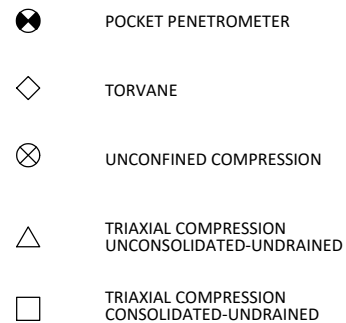 POCKET PENETROMETER
TORVANE
UNCONFINED COMPRESSION
TRIAXIAL COMPRESSION
UNCONSOLIDATED-UNDRAINED
TRIAXIAL COMPRESSION
CONSOLIDATED-UNDRAINED